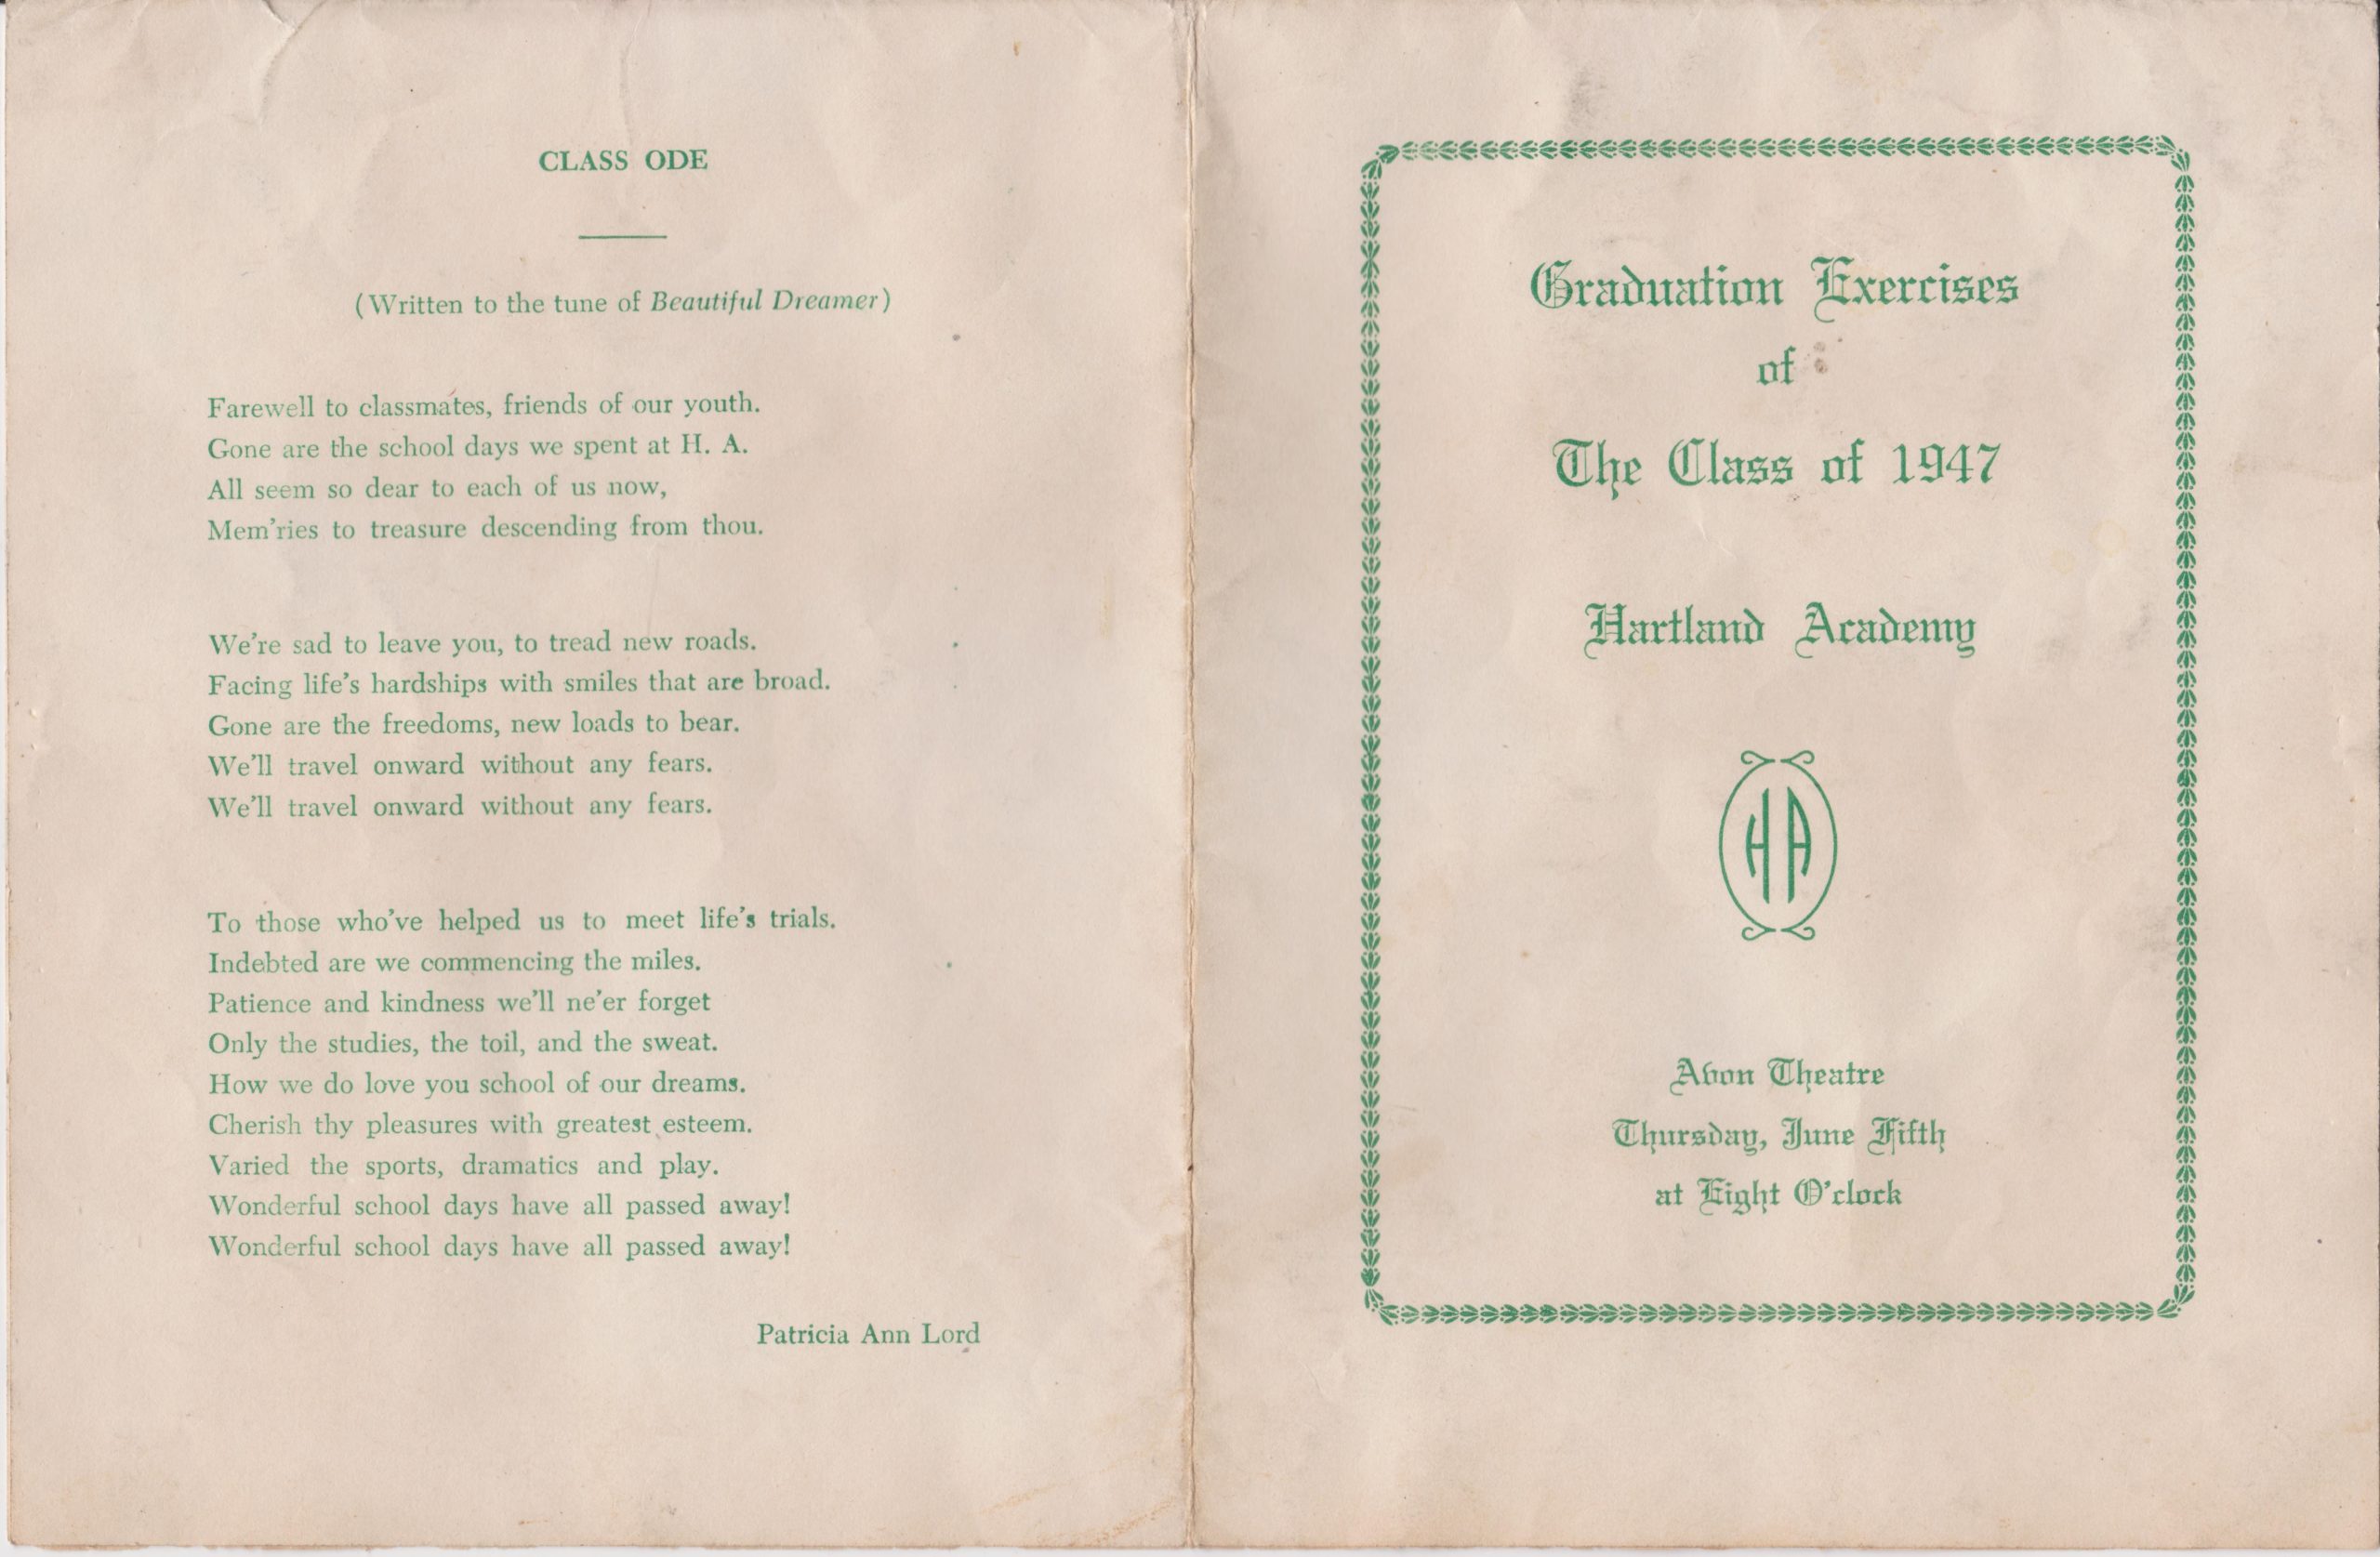 CLASS ODE
(Written to the tune of Beautiful Dreamer)
Farewell to classmates, friends of our youth.
Gone are the school days we spent at H. A.
All seem so dear to each of us now,
Mem'ries to treasure descending from thou.
We're sad to leave you, to tread new roads.
Facing life's hardships with smiles that are broad.
Gone are the freedoms, new loads to bear.
We'll travel onward without any fears.
We'll travel onward without any fears.
To those who've helped us to meet life's trials.
Indebted are we commencing the miles.
Patience and kindness we'll ne'er forget
Only the studies, the toil, and the sweat.
How we do love you school of our dreams.
Cherish thy pleasures with greatest esteem.
Varied the sports, dramatics and play.
Wonderful school days have all passed away!
Wonderful school days have all passed away!
Patricia Ann Lord
Graduation Exercises
of
The Class of 1947
Hartland Academy
HA
Avon Theatre
Thursday, June Fifth
at Eight O'clock